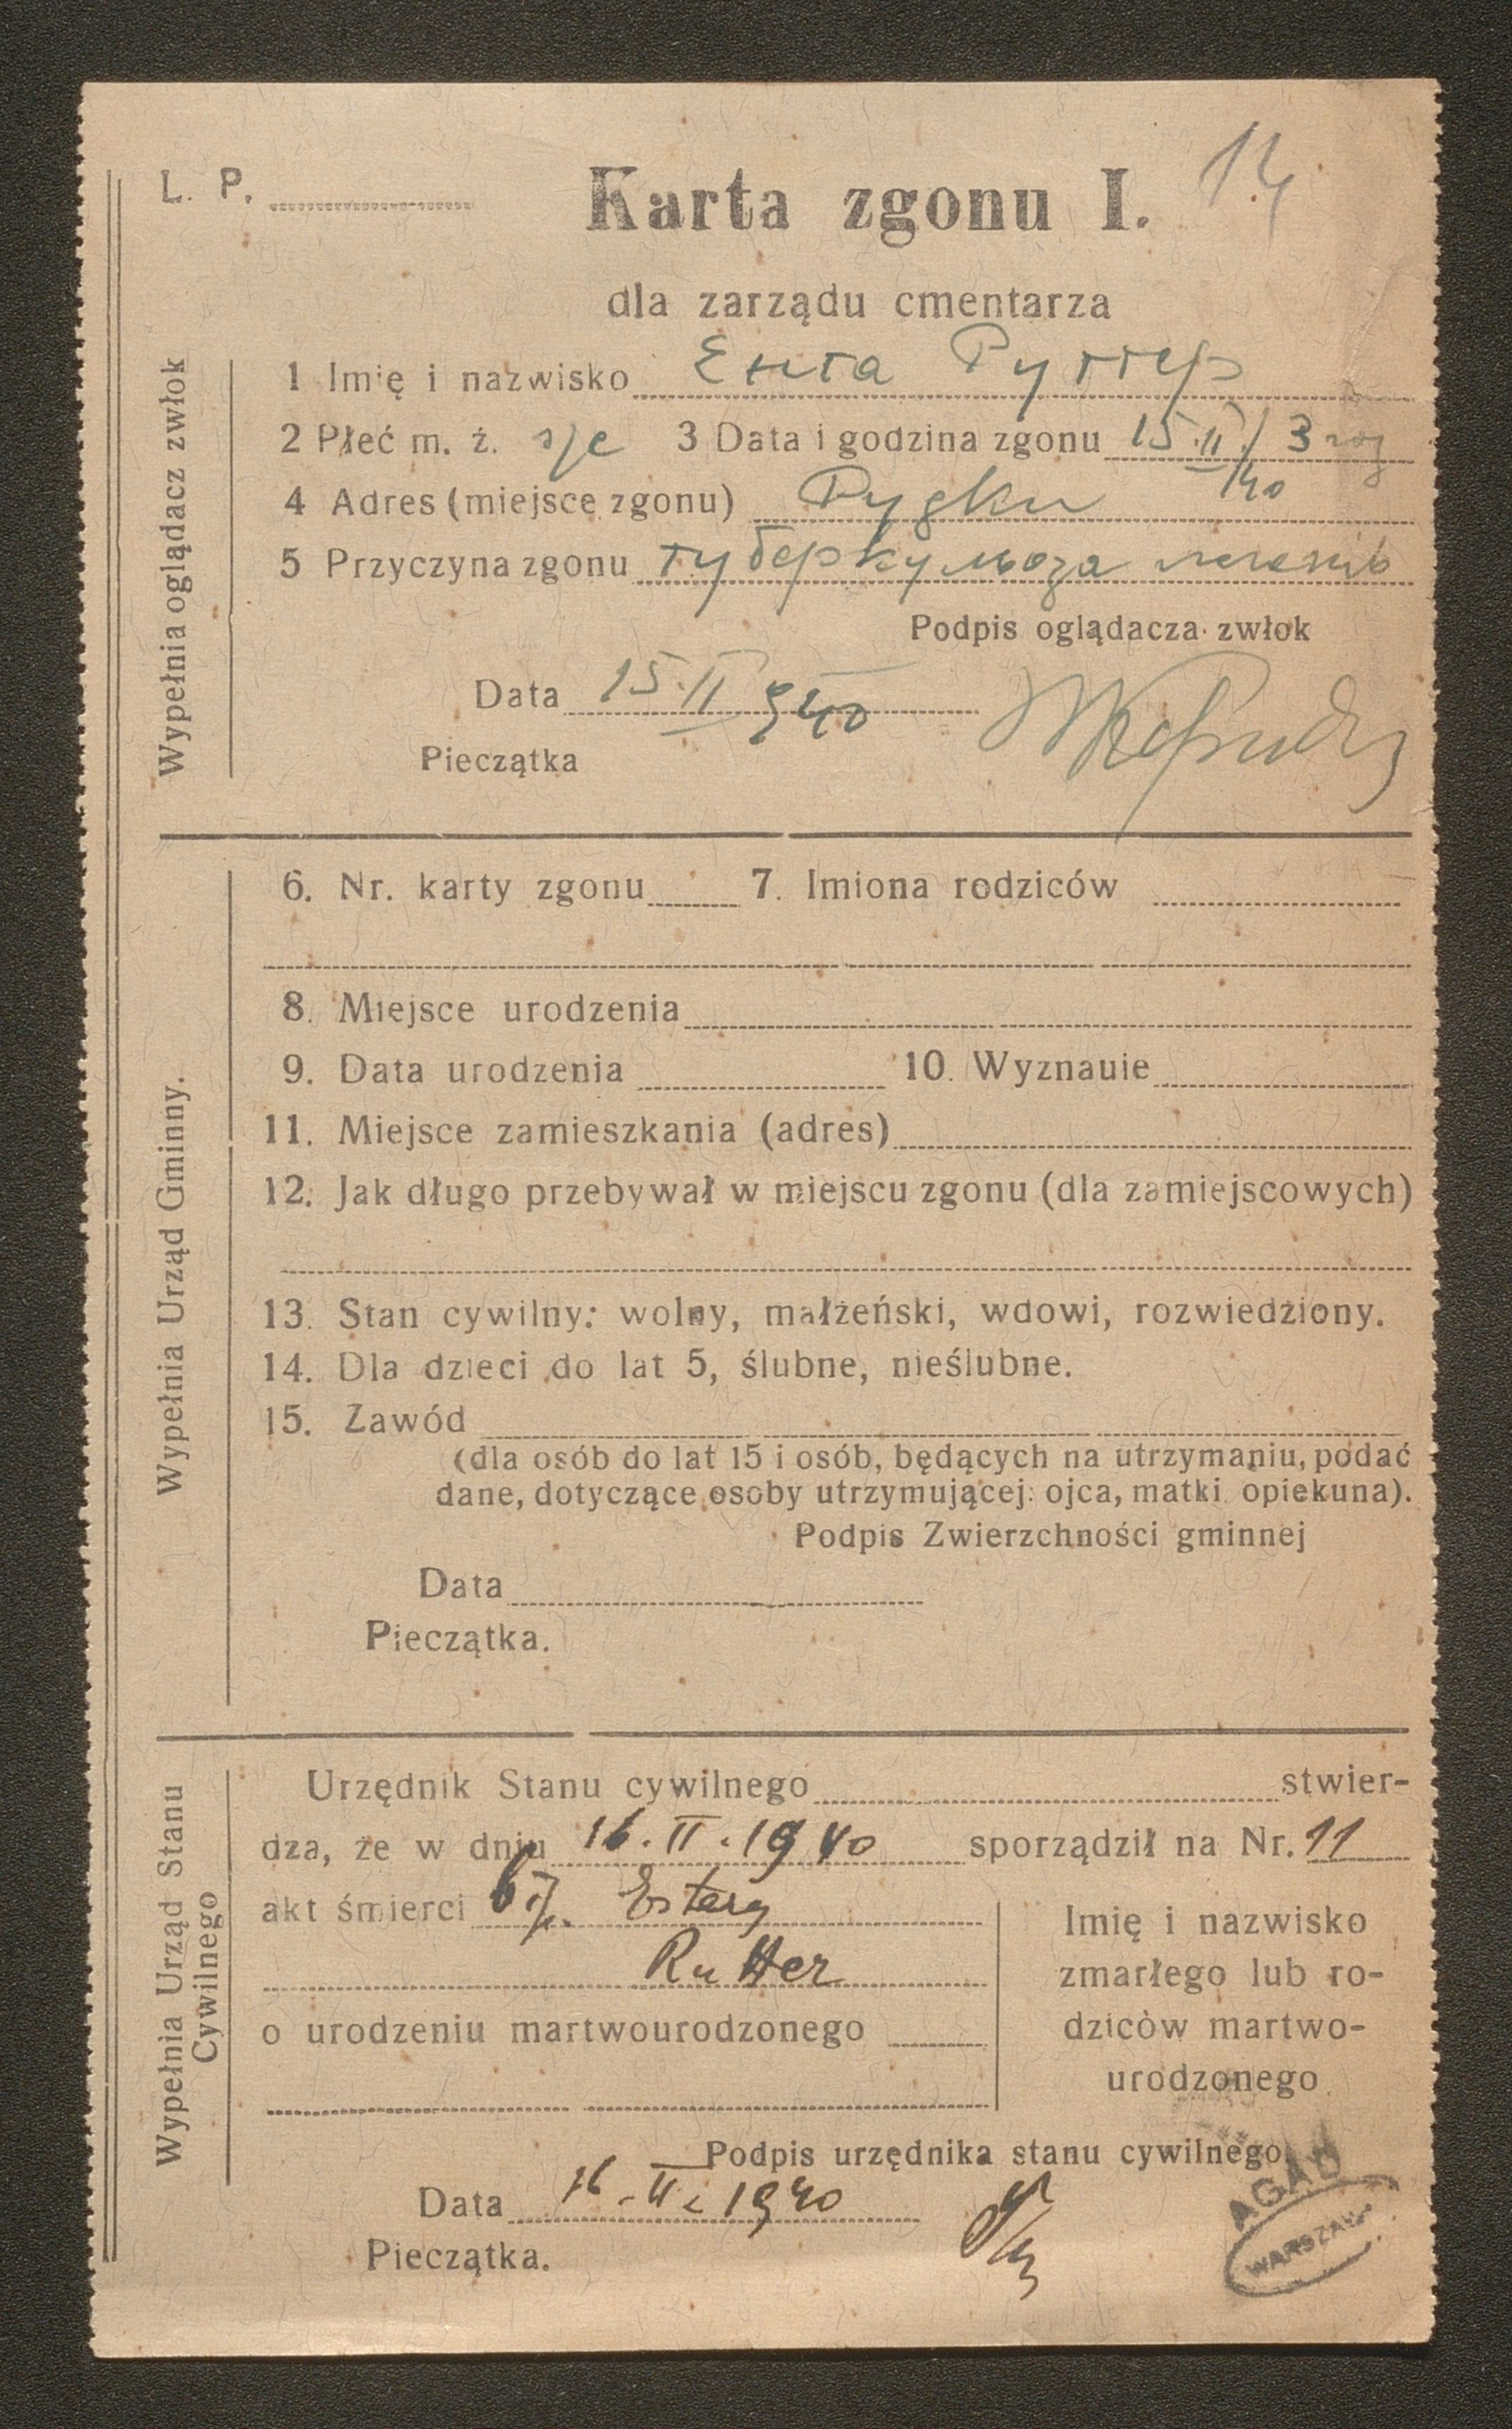 L. P.
Karta zgonu I.
14
dla zarządu cmentarza
1 Imię i nazwisko Ента Руттер
2 Płeć m. ż. 3 Data i godzina zgonu 15.II/40 3 год
4 Adres (miejsce zgonu) Рудки
5 Przyczyna zgonu туберкульоза легенів
Podpis oglądacza zwłok
Data 15.II 940
Pieczątka
Wypełnia oglądacz zwłok
6. Nr. karty zgonu 7. Imiona rodziców
8. Miejsce urodzenia
9. Data urodzenia 10. Wyznauie
11. Miejsce zamieszkania (adres)
12. Jak długo przebywał w miejscu zgonu (dla zamiejscowych)
13. Stan cywilny: wolny, małżeński, wdowi, rozwiedziony.
14. Dla dzieci do lat 5, ślubne, nieślubne.
15. Zawód
(dla osób do lat 15 i osób, będących na utrzymaniu, podać
dane, dotyczące osoby utrzymującej: ojca, matki, opiekuna).
Podpis Zwierzchności gminnej
Data
Pieczątka.
Wypełnia Urząd Gminny.
Urzędnik Stanu cywilnego stwier-
dza, że w dniu 16.II.1940 sporządził na Nr. 11
akt śmierci Estery
Rutter
o urodzeniu martwourodzonego
Imię i nazwisko
zmarłego lub ro-
dziców martwo-
urodzonego
Podpis urzędnika stanu cywilnego
Data 16.II.1940
Pieczątka.
Wypełnia Urząd Stanu
Cywilnego
AGAD
WARSZAWA